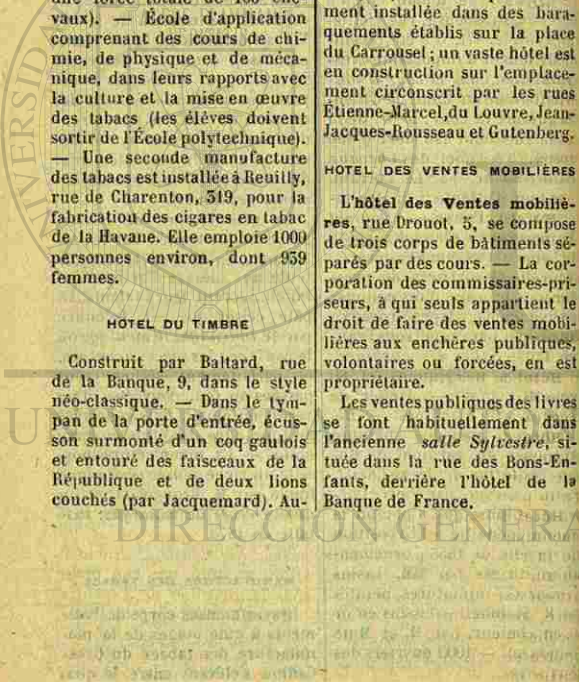 une force totale de 160 che-
vaux). — École d'application
comprenant des cours de chi-
mie, de physique et de méca-
nique, dans leurs rapports avec
la culture et la mise en œuvre
des tabacs (les élèves doivent
sortir de l'École polytechnique).
— Une seconde manufacture
des tabacs est installée à Reuilly,
rue de Charenton, 319, pour la
fabrication des cigares en tabac
de la Havane. Elle emploie 1000
personnes environ, dont 939
femmes.
HOTEL DU TIMBRE
Construit par Baltard, rue
de la Banque, 9, dans le style
néo-classique. — Dans le tym-
pan de la porte d'entrée, écus-
son surmonté d'un coq gaulois
et entouré des faisceaux de la
République et de deux lions
couchés (par Jacquemard). Au-
ment installée dans des bara-
quements établis sur la place
du Carrousel; un vaste hôtel est
en construction sur l'emplace-
ment circonscrit par les rues
Étienne-Marcel, du Louvre, Jean-
Jacques-Rousseau et Gutenberg.
HOTEL DES VENTES MOBILIÈRES
L'hôtel des Ventes mobiliè-
res, rue Drouot, 5, se compose
de trois corps de bâtiments sé-
parés par des cours. — La cor-
poration des commissaires-pri-
seurs, à qui seuls appartient le
droit de faire des ventes mobi-
lières aux enchères publiques,
volontaires ou forcées, en est
propriétaire.
Les ventes publiques des livres
se font habituellement dans
l'ancienne salle Sylvestre, si-
tuée dans la rue des Bons-En-
fants, derrière l'hôtel de la
Banque de France.
DIRECCIÓN GENERA